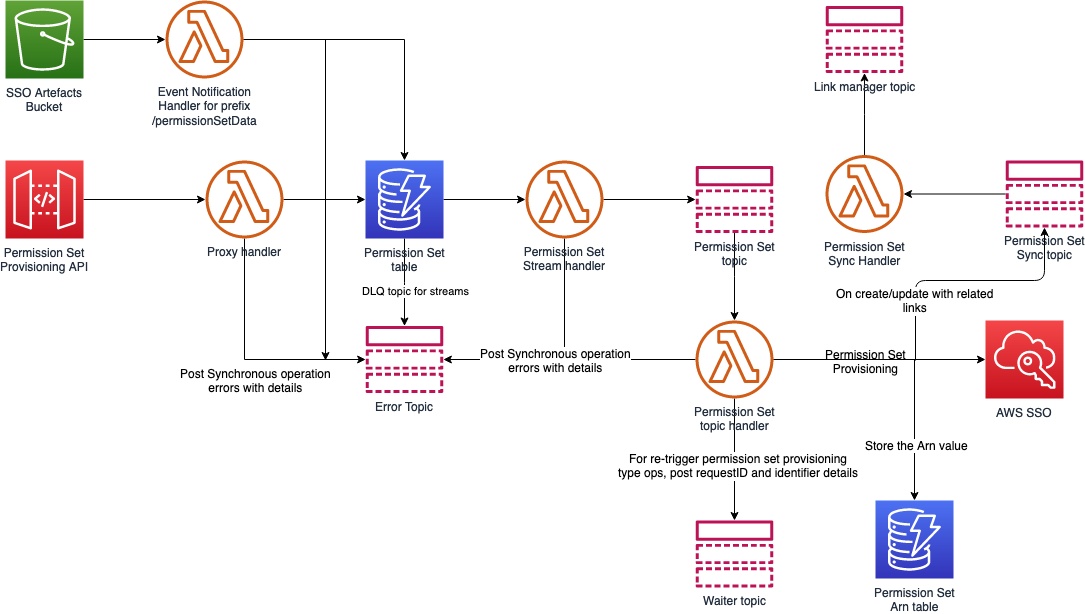 SSO Artefacts
Bucket
Event Notification
Handler for prefix
/permissionSetData
Link manager topic
Permission Set
Provisioning API
Proxy handler
Permission Set
table
Permission Set
Stream handler
Permission Set
topic
Permission Set
Sync Handler
Permission Set
Sync topic
DLQ topic for streams
On create/update with related
links
Post Synchronous operation
errors with details
Error Topic
Post Synchronous operation
errors with details
Permission Set
topic handler
Permission Set
Provisioning
AWS SSO
For re-trigger permission set provisioning
type ops, post requestID and identifier details
Store the Arn value
Waiter topic
Permission Set
Arn table